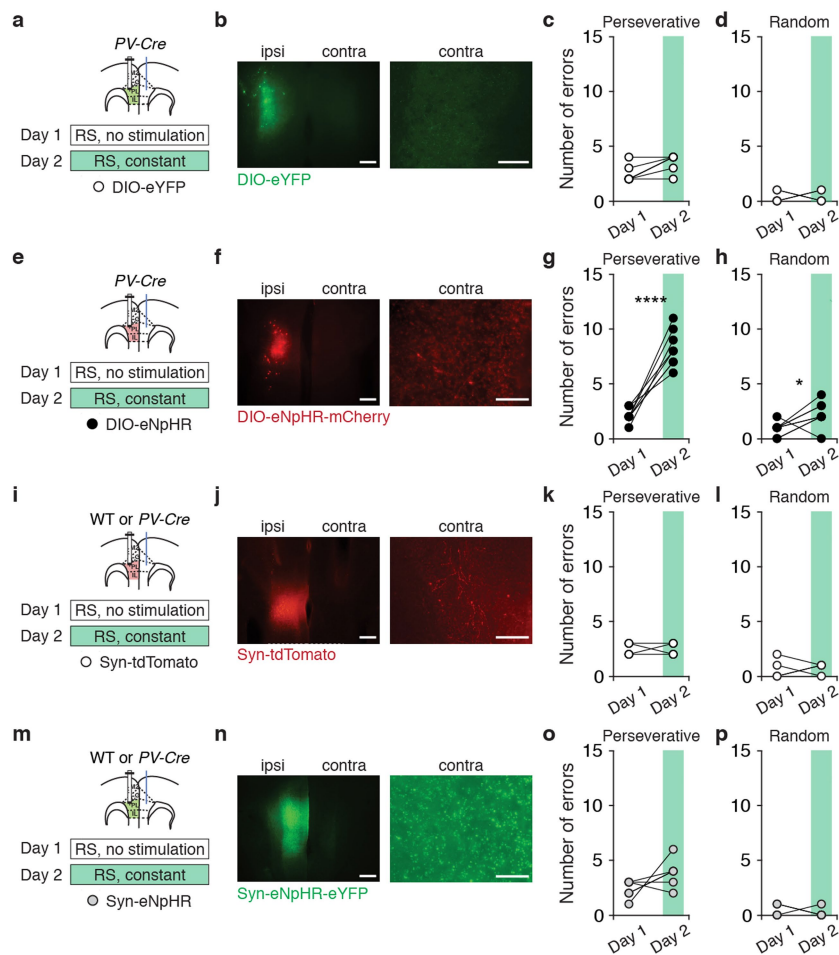 a
PV-Cre
Day 1 RS, no stimulation
Day 2 RS, constant
DIO-eYFP
b
ipsi contra contra
DIO-eYFP
c
Perseverative
Number of errors
15
10
5
0
Day 1 Day 2
d
Random
15
10
5
0
Day 1 Day 2
e
PV-Cre
Day 1 RS, no stimulation
Day 2 RS, constant
DIO-eNpHR
f
ipsi contra contra
DIO-eNpHR-mCherry
g
Perseverative
Number of errors
15
10
5
0
****
Day 1 Day 2
h
Random
15
10
5
0
*
Day 1 Day 2
i
WT or PV-Cre
Day 1 RS, no stimulation
Day 2 RS, constant
Syn-tdTomato
j
ipsi contra contra
Syn-tdTomato
k
Perseverative
Number of errors
15
10
5
0
Day 1 Day 2
l
Random
15
10
5
0
Day 1 Day 2
m
WT or PV-Cre
Day 1 RS, no stimulation
Day 2 RS, constant
Syn-eNpHR
n
ipsi contra contra
Syn-eNpHR-eYFP
o
Perseverative
Number of errors
15
10
5
0
Day 1 Day 2
p
Random
15
10
5
0
Day 1 Day 2